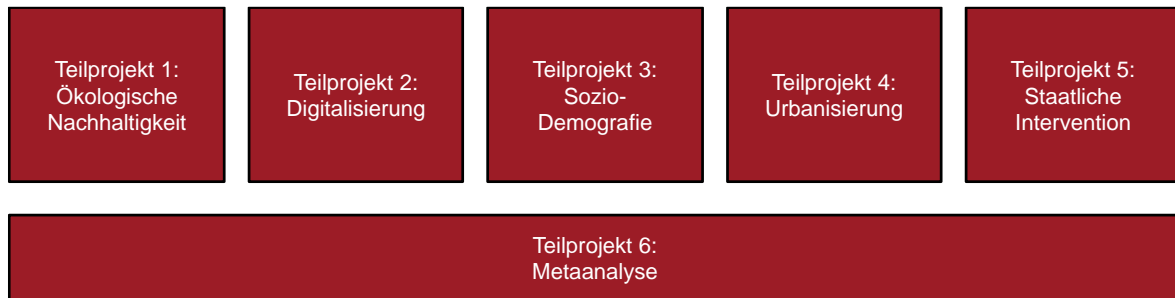 Teilprojekt 1:
Ökologische
Nachhaltigkeit
Teilprojekt 2:
Digitalisierung
Teilprojekt 3:
Sozio-
Demografie
Teilprojekt 4:
Urbanisierung
Teilprojekt 5:
Staatliche
Intervention
Teilprojekt 6:
Metaanalyse